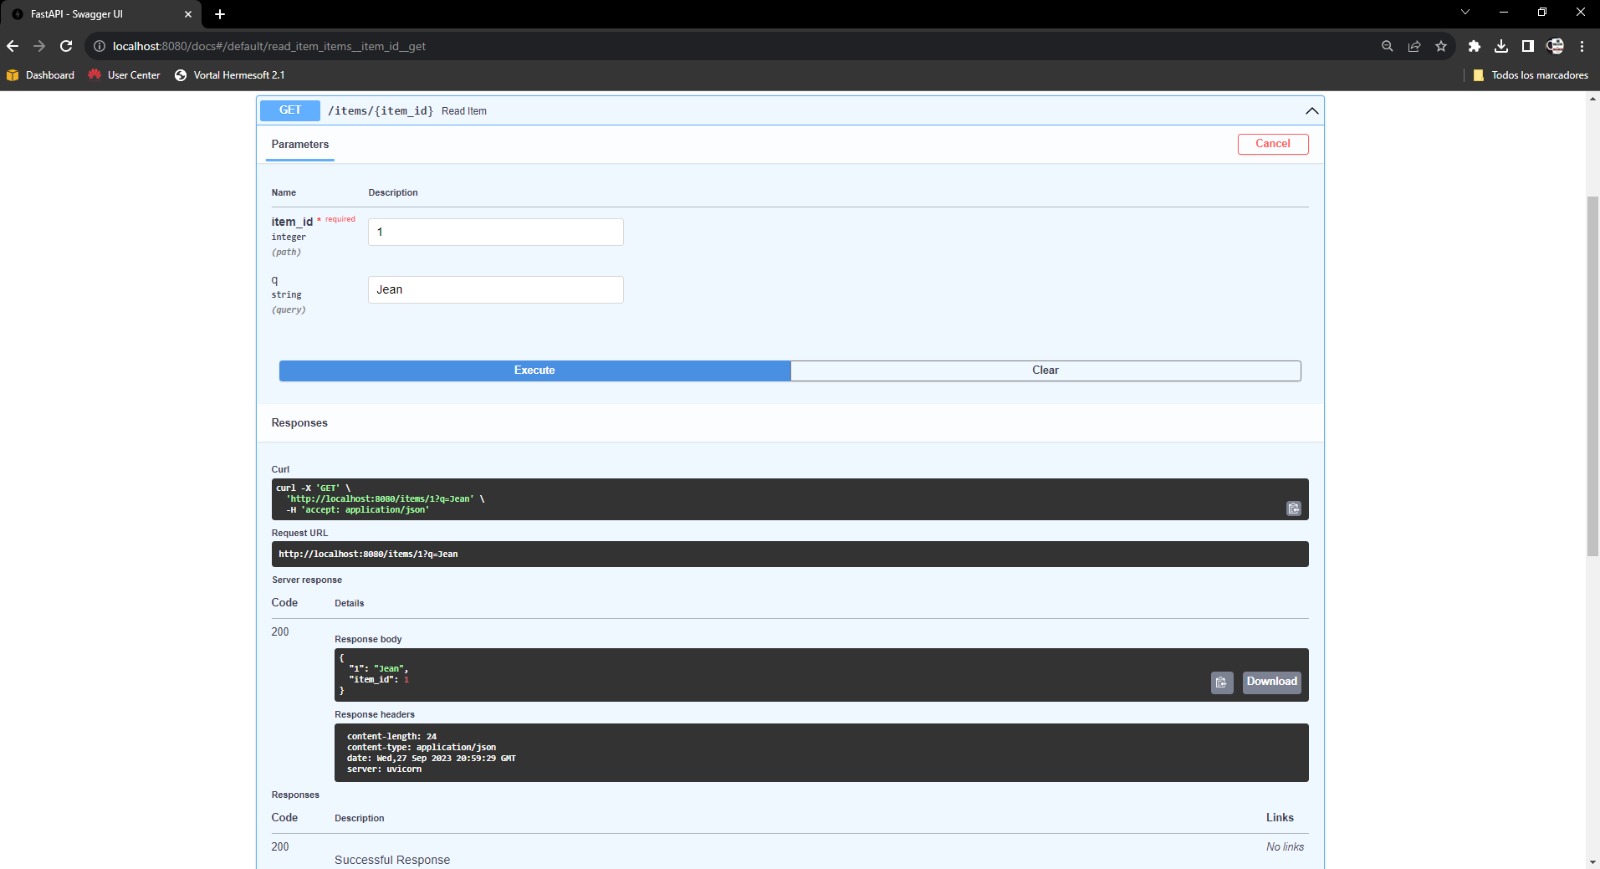 FastAPI - Swagger UI
localhost:8080/docs#/default/read_item_items__item_id__get
Dashboard User Center Vortal Hermesoft 2.1 Todos los marcadores
GET /items/{item_id} Read Item
Parameters Cancel
Name Description
item_id * required
integer
(path)
1
q
string
(query)
Jean
Execute Clear
Responses
Curl
curl -X 'GET' \
'http://localhost:8080/items/1?q=Jean' \
-H 'accept: application/json'
Request URL
http://localhost:8080/items/1?q=Jean
Server response
Code Details
200
Response body
{
"1": "Jean",
"item_id": 1
}
Download
Response headers
content-length: 24
content-type: application/json
date: Wed,27 Sep 2023 20:59:29 GMT
server: uvicorn
Responses
Code Description Links
200 No links
Successful Response